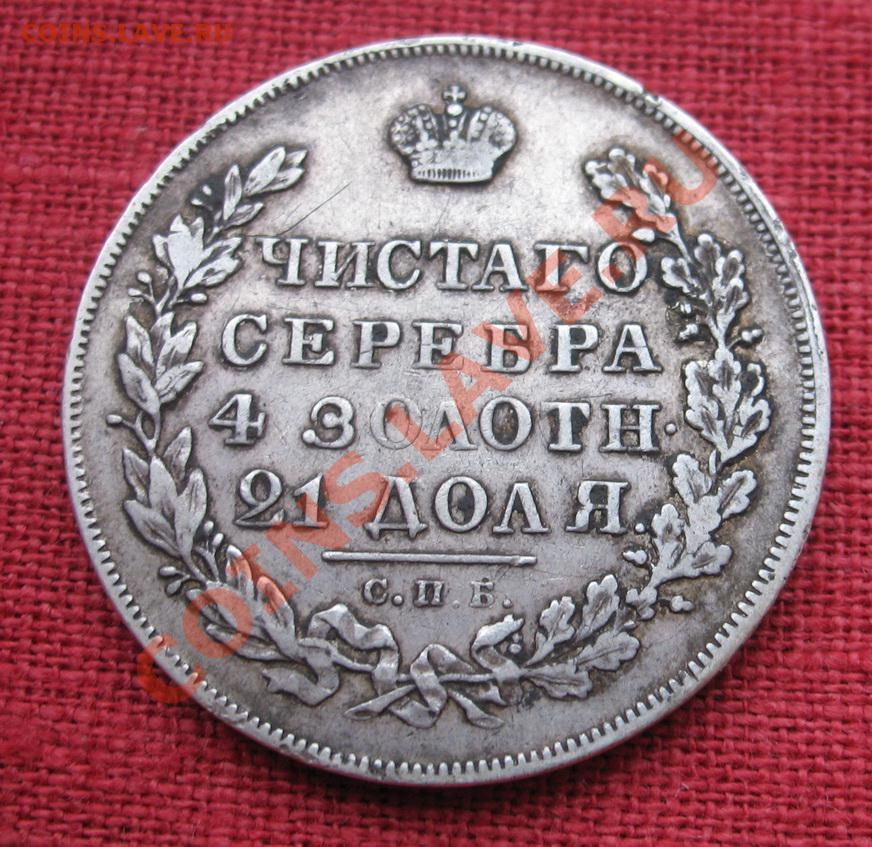 COINS.LAVE.RU
ЧИСТАГО
СЕРЕБРА
4 ЗОЛОТН.
21 ДОЛЯ.
С.П.Б.
COINS.LAVE.RU